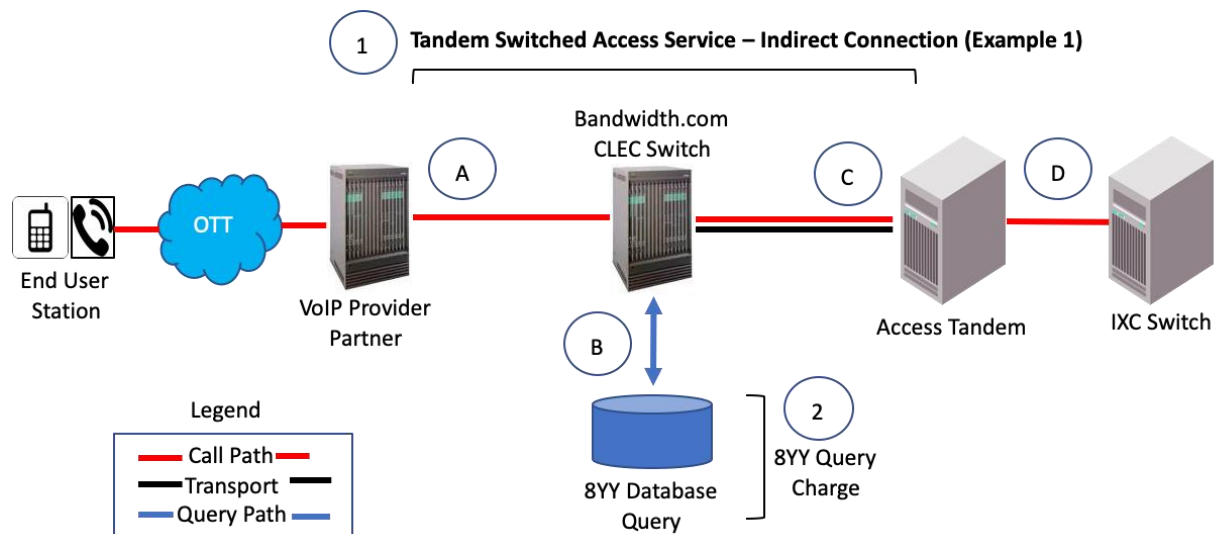 1
Tandem Switched Access Service – Indirect Connection (Example 1)
Bandwidth.com
CLEC Switch
A
C
D
OTT
End User
Station
VoIP Provider
Partner
Access Tandem
IXC Switch
B
2
8YY Query
Charge
8YY Database
Query
Legend
Call Path
Transport
Query Path